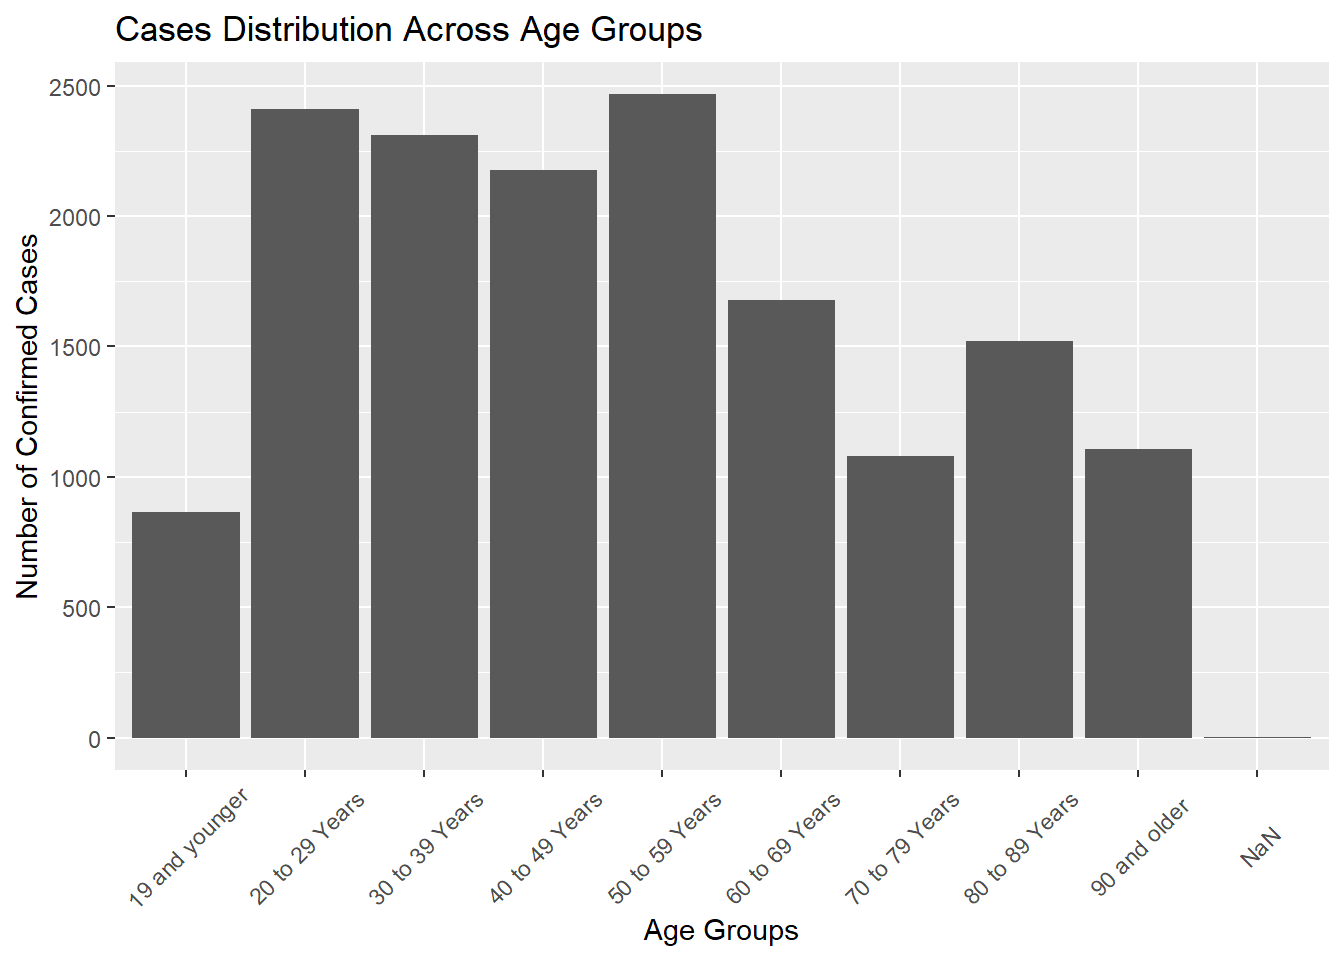 Cases Distribution Across Age Groups
Number of Confirmed Cases
2500
2000
1500
1000
500
0
19 and younger
20 to 29 Years
30 to 39 Years
40 to 49 Years
50 to 59 Years
60 to 69 Years
70 to 79 Years
80 to 89 Years
90 and older
NaN
Age Groups